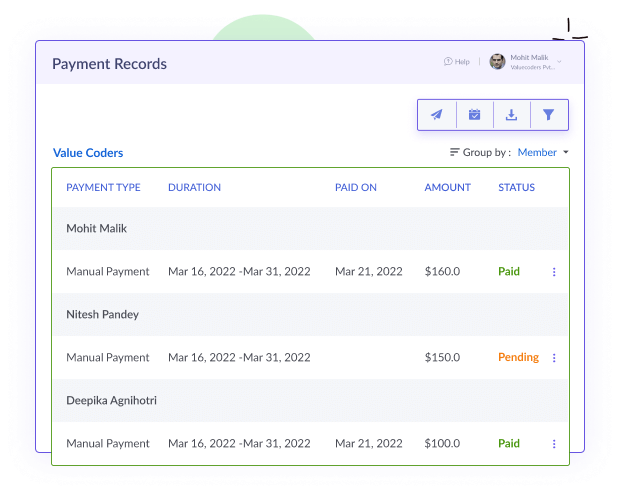 Payment Records
Help
Mohit Malik
Valuecoders Pvt...
Value Coders
Group by : Member
PAYMENT TYPE DURATION PAID ON AMOUNT STATUS
Mohit Malik
Manual Payment Mar 16, 2022 -Mar 31, 2022 Mar 21, 2022 $160.0 Paid
Nitesh Pandey
Manual Payment Mar 16, 2022 -Mar 31, 2022 $150.0 Pending
Deepika Agnihotri
Manual Payment Mar 16, 2022 -Mar 31, 2022 Mar 21, 2022 $100.0 Paid